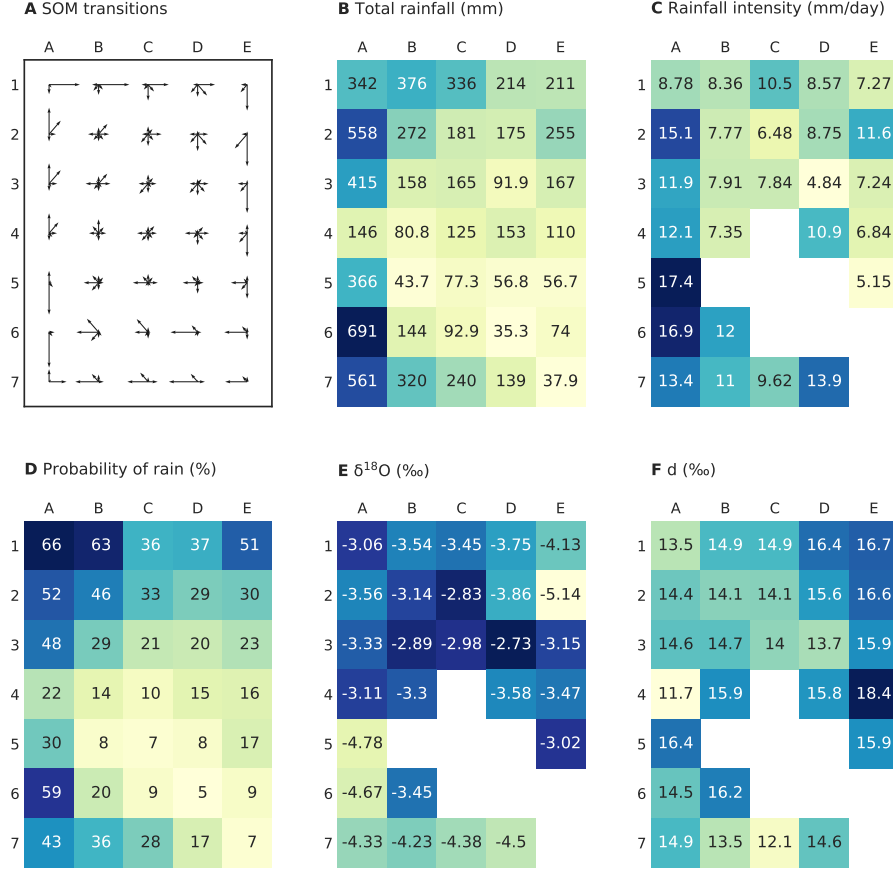 A SOM transitions
A B C D E
1
2
3
4
5
6
7
B Total rainfall (mm)
A B C D E
1 342 376 336 214 211
2 558 272 181 175 255
3 415 158 165 91.9 167
4 146 80.8 125 153 110
5 366 43.7 77.3 56.8 56.7
6 691 144 92.9 35.3 74
7 561 320 240 139 37.9
C Rainfall intensity (mm/day)
A B C D E
1 8.78 8.36 10.5 8.57 7.27
2 15.1 7.77 6.48 8.75 11.6
3 11.9 7.91 7.84 4.84 7.24
4 12.1 7.35 10.9 6.84
5 17.4 5.15
6 16.9 12
7 13.4 11 9.62 13.9
D Probability of rain (%)
A B C D E
1 66 63 36 37 51
2 52 46 33 29 30
3 48 29 21 20 23
4 22 14 10 15 16
5 30 8 7 8 17
6 59 20 9 5 9
7 43 36 28 17 7
E δ¹⁸O (‰)
A B C D E
1 -3.06 -3.54 -3.45 -3.75 -4.13
2 -3.56 -3.14 -2.83 -3.86 -5.14
3 -3.33 -2.89 -2.98 -2.73 -3.15
4 -3.11 -3.3 -3.58 -3.47
5 -4.78 -3.02
6 -4.67 -3.45
7 -4.33 -4.23 -4.38 -4.5
F d (‰)
A B C D E
1 13.5 14.9 14.9 16.4 16.7
2 14.4 14.1 14.1 15.6 16.6
3 14.6 14.7 14 13.7 15.9
4 11.7 15.9 15.8 18.4
5 16.4 15.9
6 14.5 16.2
7 14.9 13.5 12.1 14.6